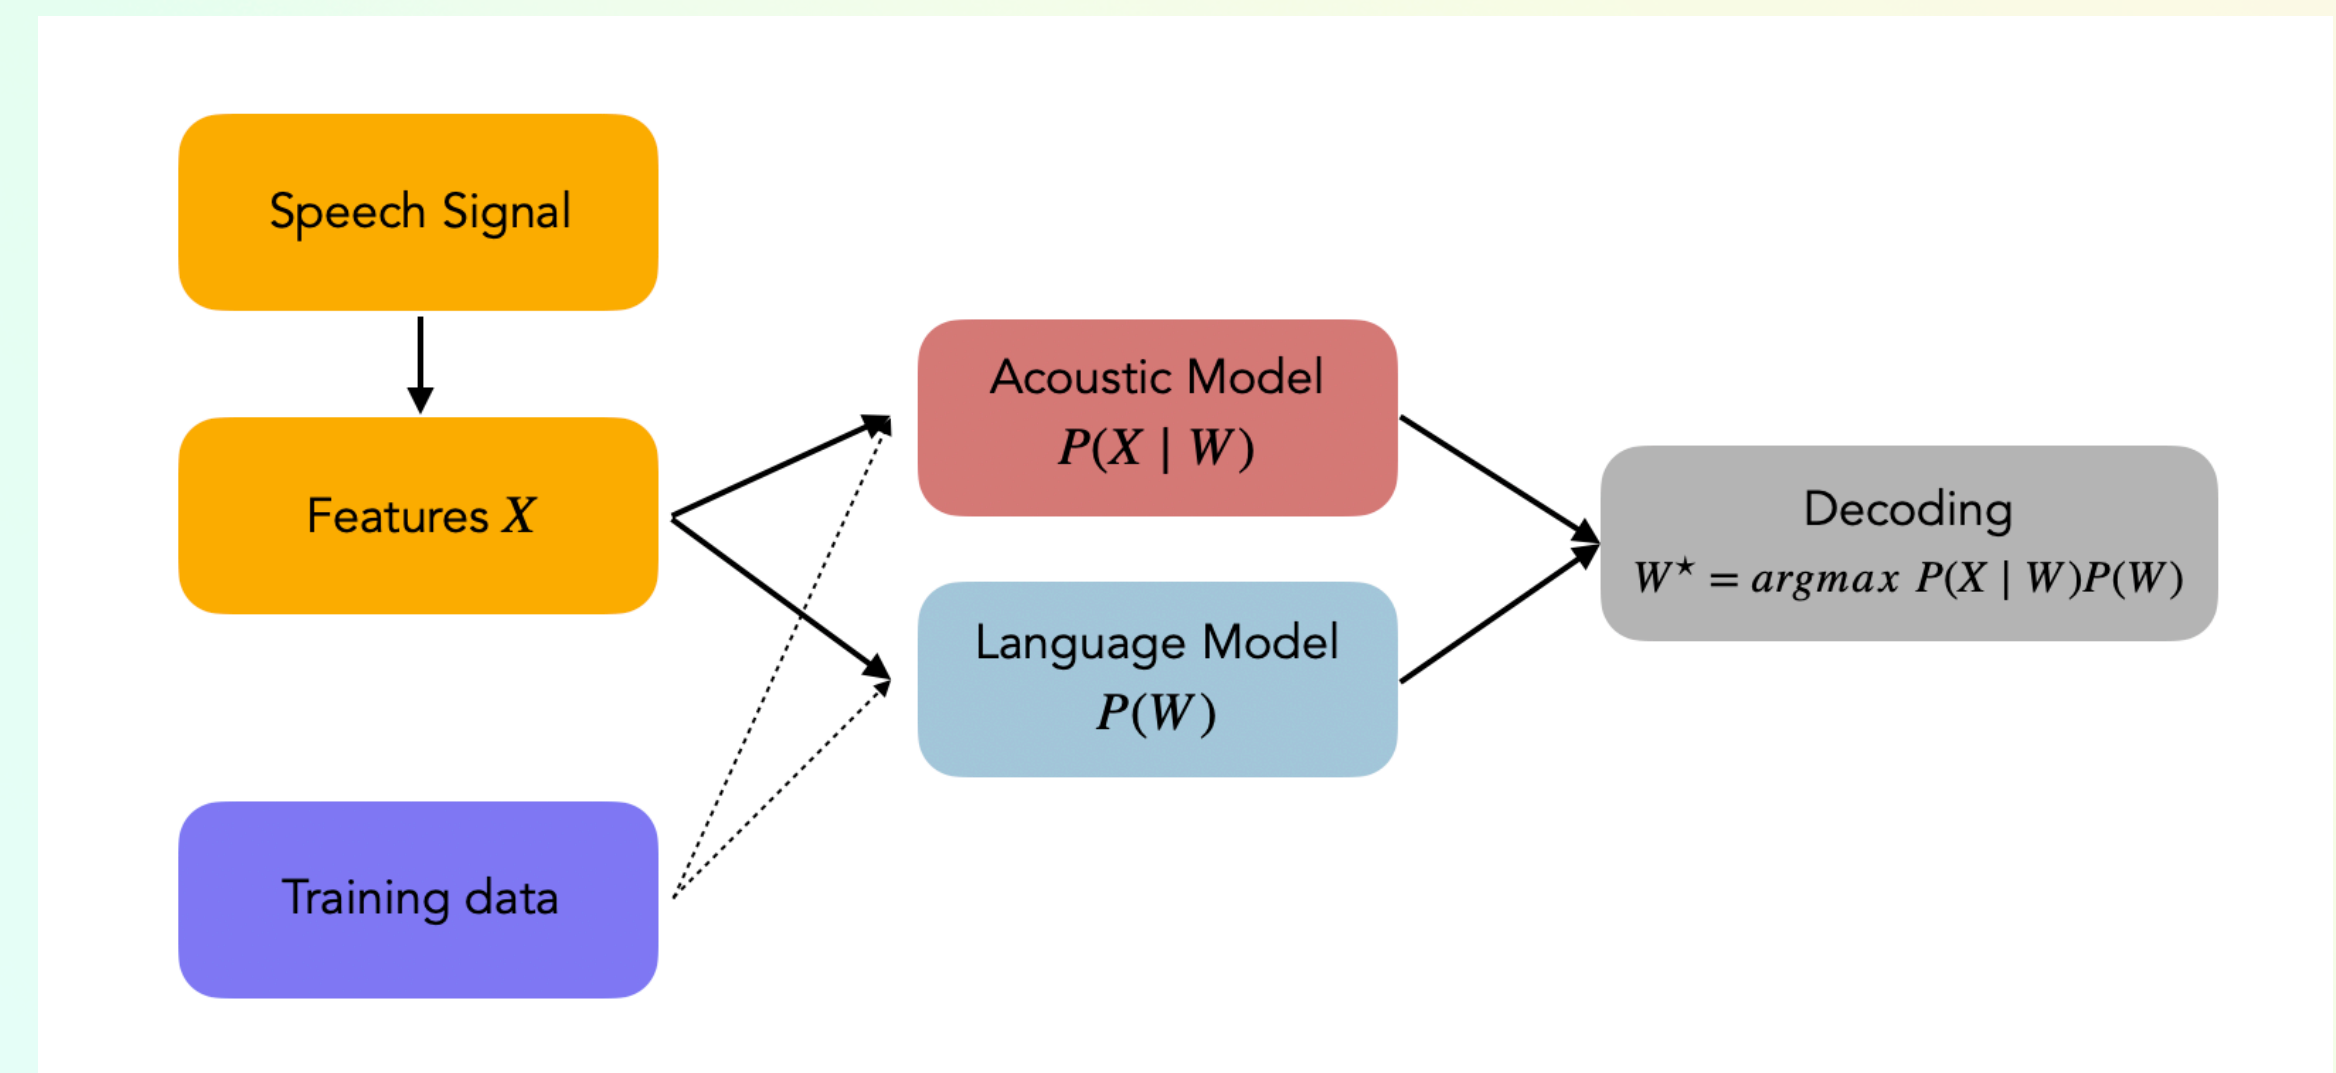 Speech Signal
Features X
Training data
Acoustic Model
P(X | W)
Language Model
P(W)
Decoding
W⋆ = argmax P(X | W)P(W)